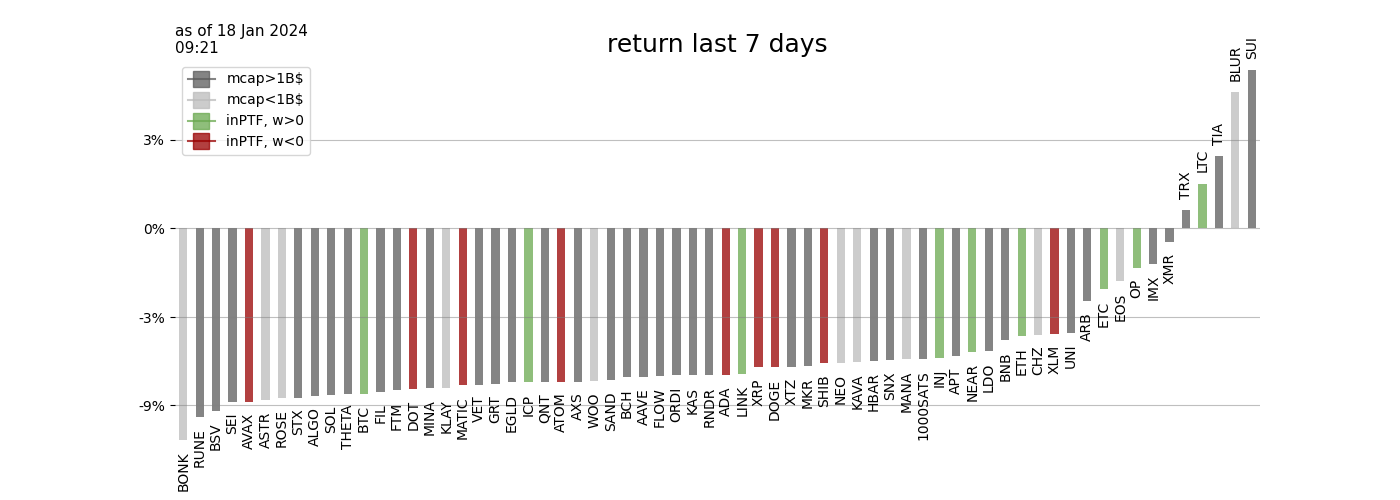 as of 18 Jan 2024
09:21
return last 7 days
mcap>1B$
mcap<1B$
inPTF, w>0
inPTF, w<0
3%
0%
-3%
-9%
BONK
RUNE
BSV
SEI
AVAX
ASTR
ROSE
STX
ALGO
SOL
THETA
BTC
FIL
FTM
DOT
MINA
KLAY
MATIC
VET
GRT
EGLD
ICP
QNT
ATOM
AXS
WOO
SAND
BCH
AAVE
FLOW
ORDI
KAS
RNDR
ADA
LINK
XRP
DOGE
XTZ
MKR
SHIB
NEO
KAVA
HBAR
SNX
MANA
1000SATS
INJ
APT
NEAR
LDO
BNB
ETH
CHZ
XLM
UNI
ARB
ETC
EOS
OP
IMX
XMR
TRX
LTC
TIA
BLUR
SUI